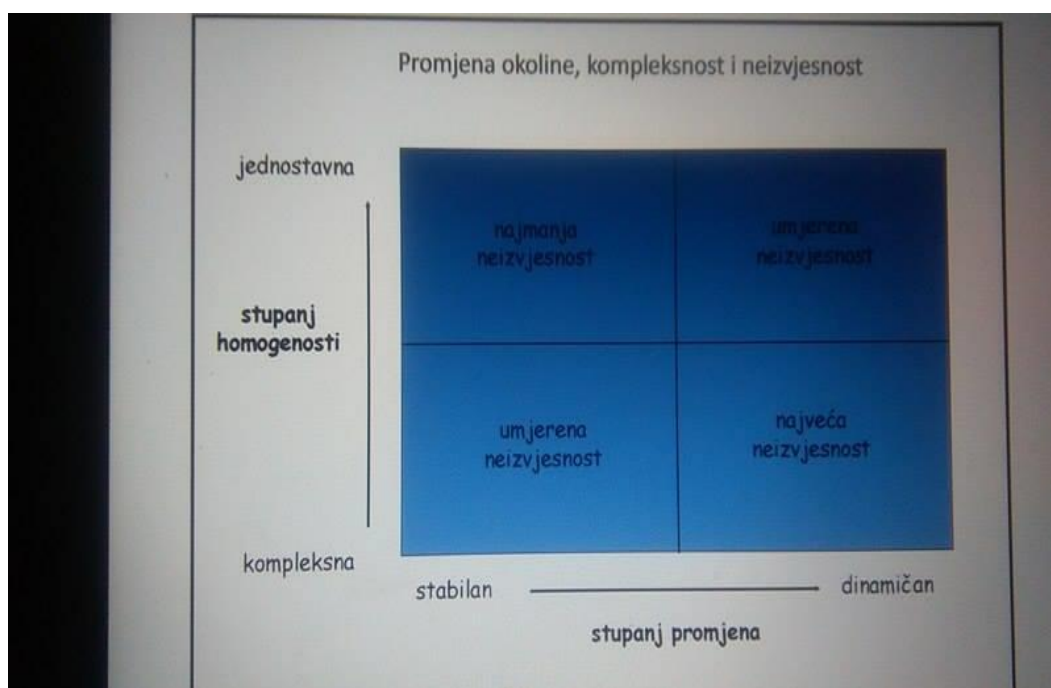 Promjena okoline, kompleksnost i neizvjesnost
jednostavna
najmanja
neizvjesnost
umjerena
neizvjesnost
stupanj
homogenosti
umjerena
neizvjesnost
najveća
neizvjesnost
kompleksna
stabilan
dinamičan
stupanj promjena